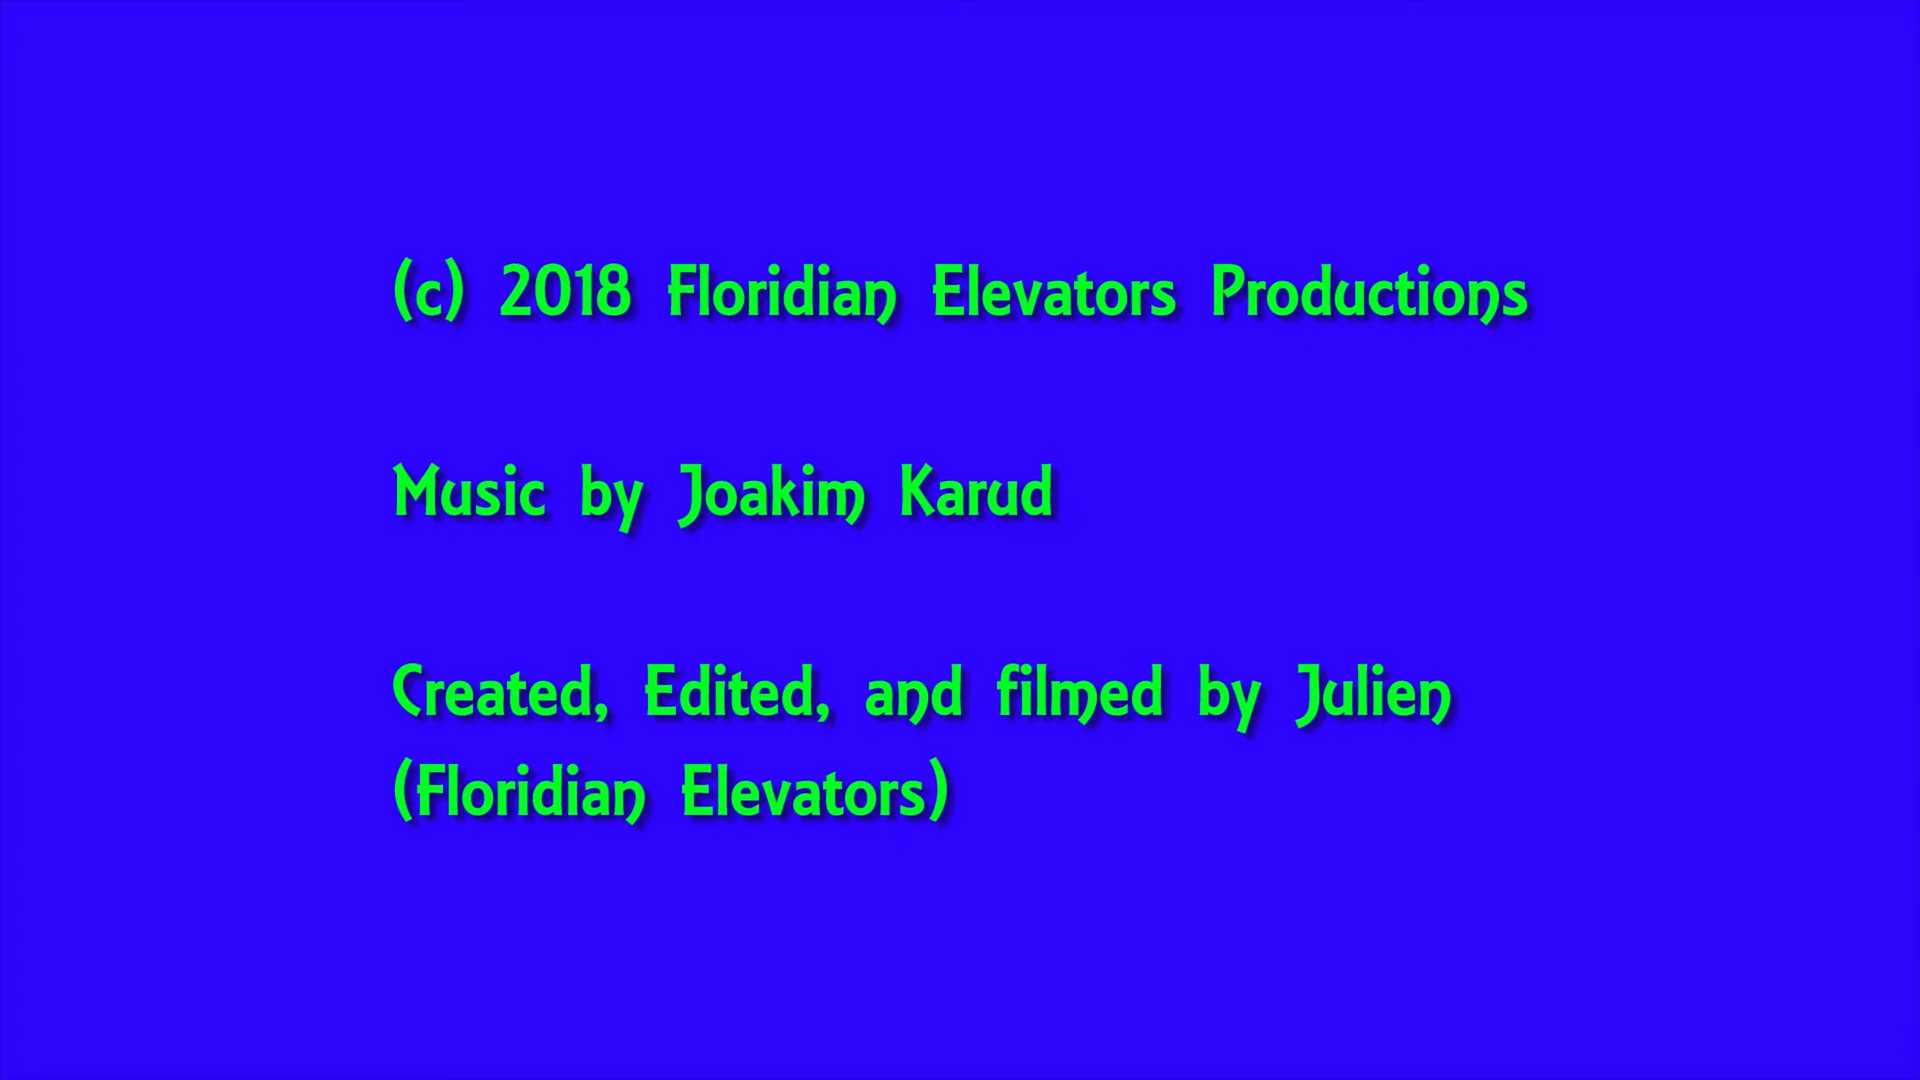 (c) 2018 Floridian Elevators Productions
Music by Joakim Karud
Created, Edited, and filmed by Julien
(Floridian Elevators)